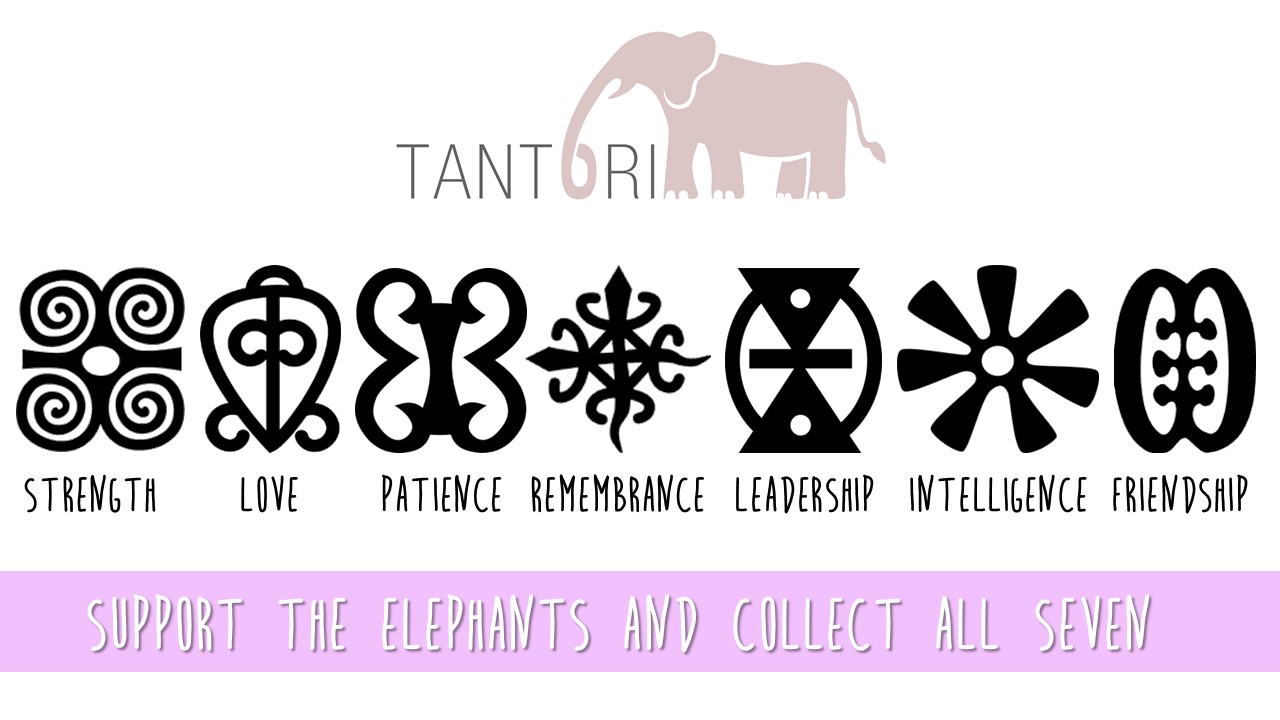 TANTORI
STRENGTH LOVE PATIENCE REMEMBRANCE LEADERSHIP INTELLIGENCE FRIENDSHIP
SUPPORT THE ELEPHANTS AND COLLECT ALL SEVEN